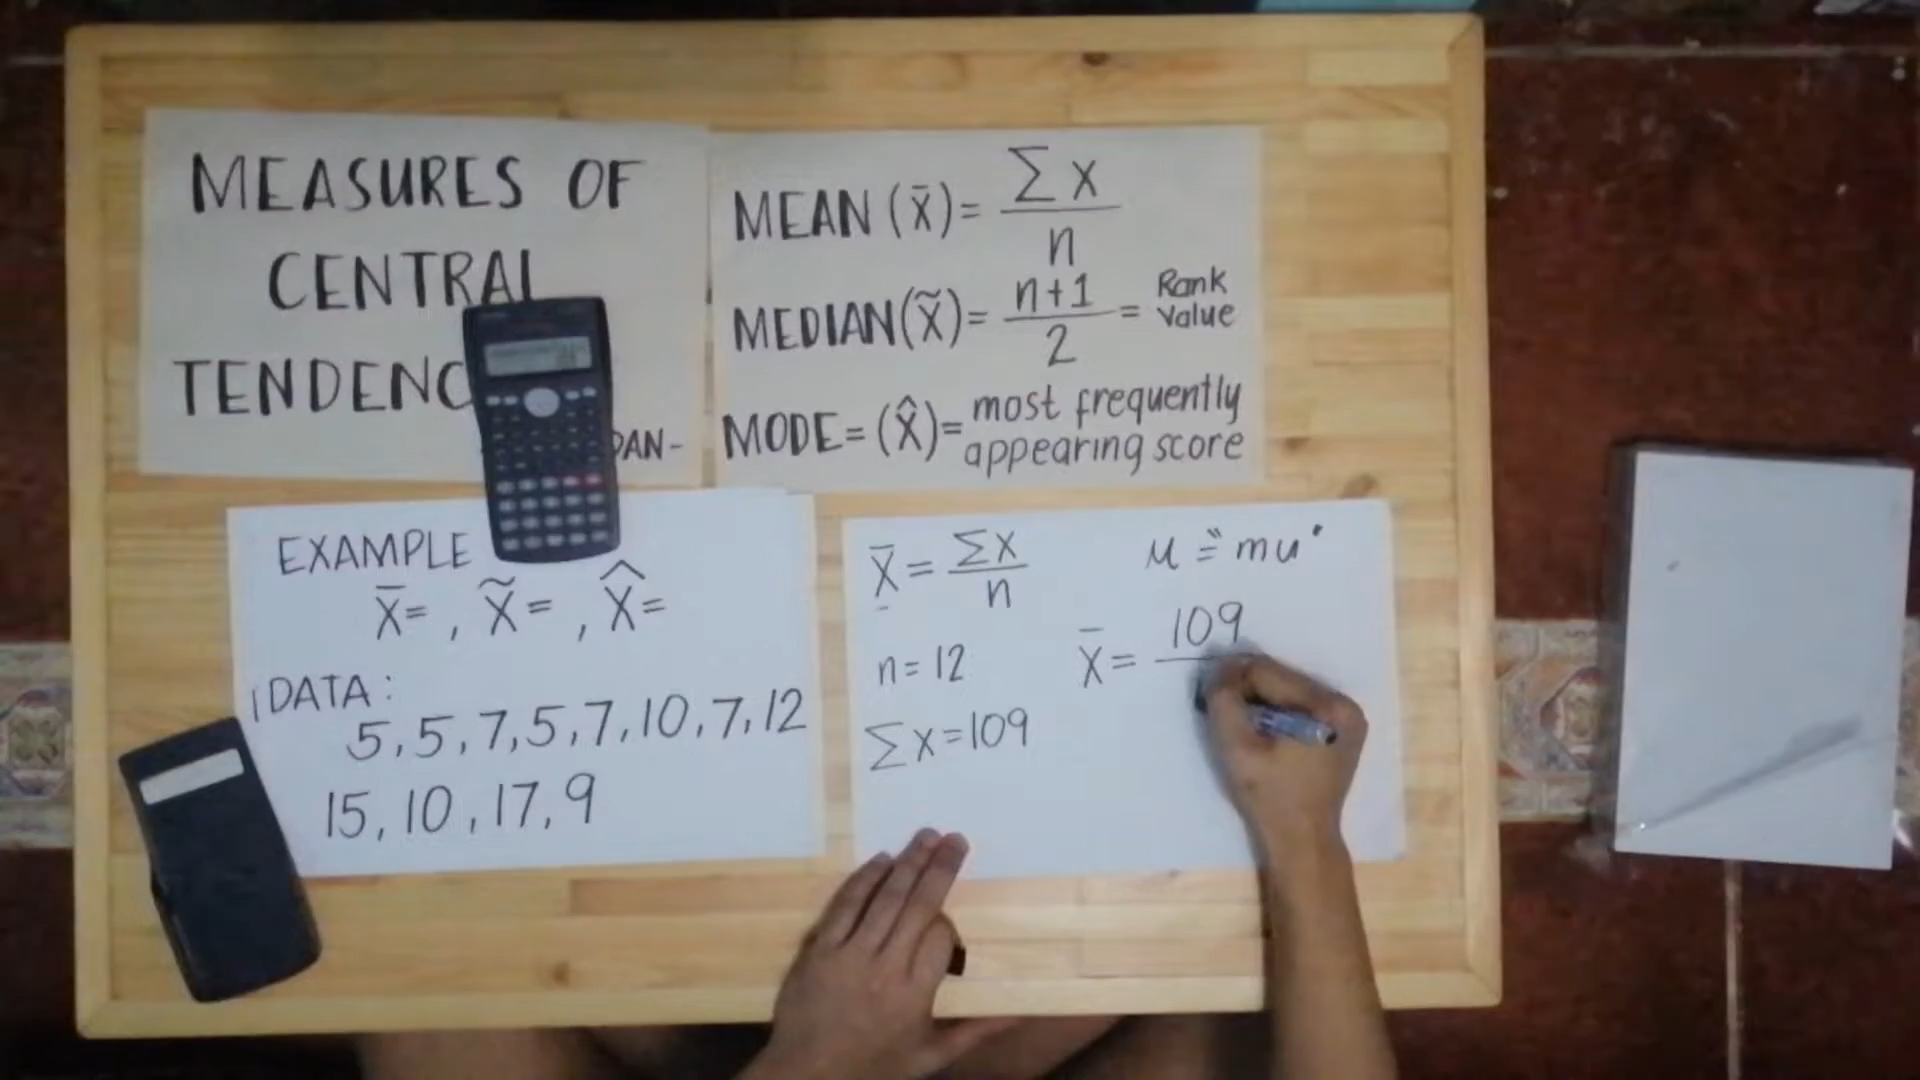 MEASURES OF
CENTRAL
TENDENC
DAN-
MEAN (x̄) = Σx
n
MEDIAN (x̃) = n+1 = Rank Value
2
MODE = (x̂) = most frequently
appearing score
EXAMPLE
x̄= , x̃= , x̂=
DATA:
5, 5, 7, 5, 7, 10, 7, 12
15, 10, 17, 9
x̄ = Σx
n
n = 12
Σx = 109
μ = "mu"
x̄ = 109